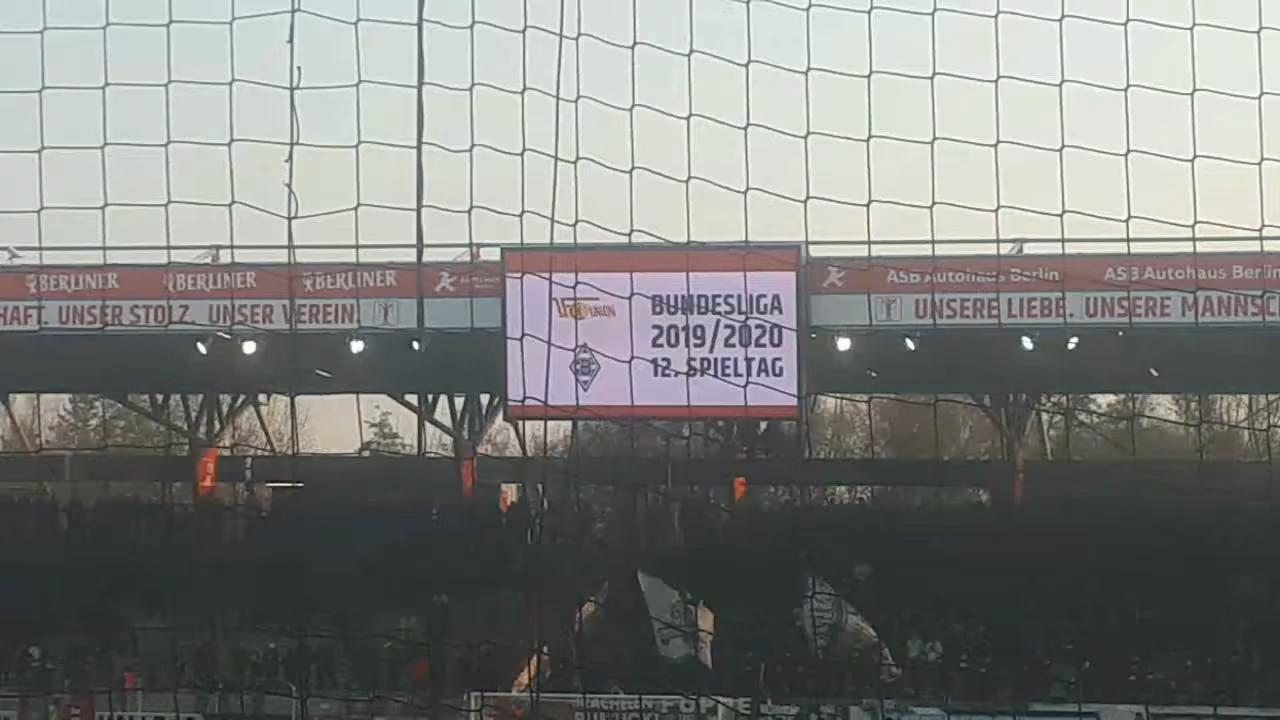 BERLINER BERLINER BERLINER
ASB Autohaus Berlin ASB Autohaus Berlin
HAFT. UNSER STOLZ. UNSER VEREIN.
UNSERE LIEBE. UNSERE MANNSC
UNION
BUNDESLIGA
2019/2020
12. SPIELTAG